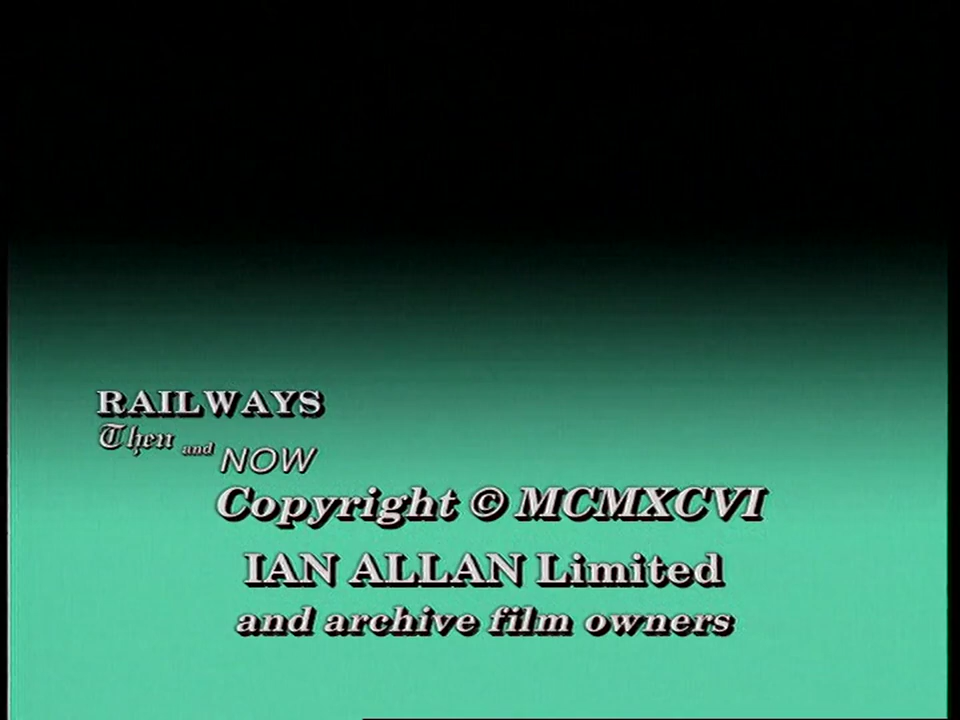 RAILWAYS
Then and NOW
Copyright © MCMXCVI
IAN ALLAN Limited
and archive film owners